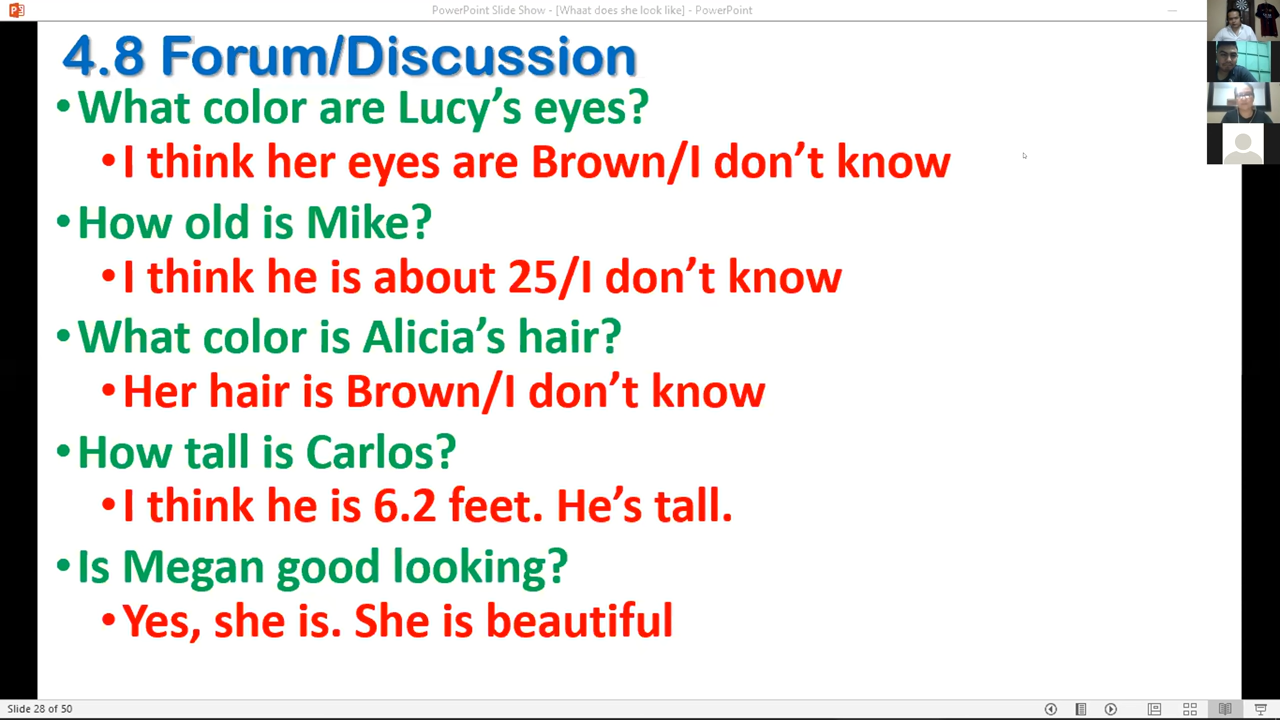 PowerPoint Slide Show - [Whaat does she look like] - PowerPoint
4.8 Forum/Discussion
•What color are Lucy’s eyes?
•I think her eyes are Brown/I don’t know
•How old is Mike?
•I think he is about 25/I don’t know
•What color is Alicia’s hair?
•Her hair is Brown/I don’t know
•How tall is Carlos?
•I think he is 6.2 feet. He’s tall.
•Is Megan good looking?
•Yes, she is. She is beautiful
Slide 28 of 50